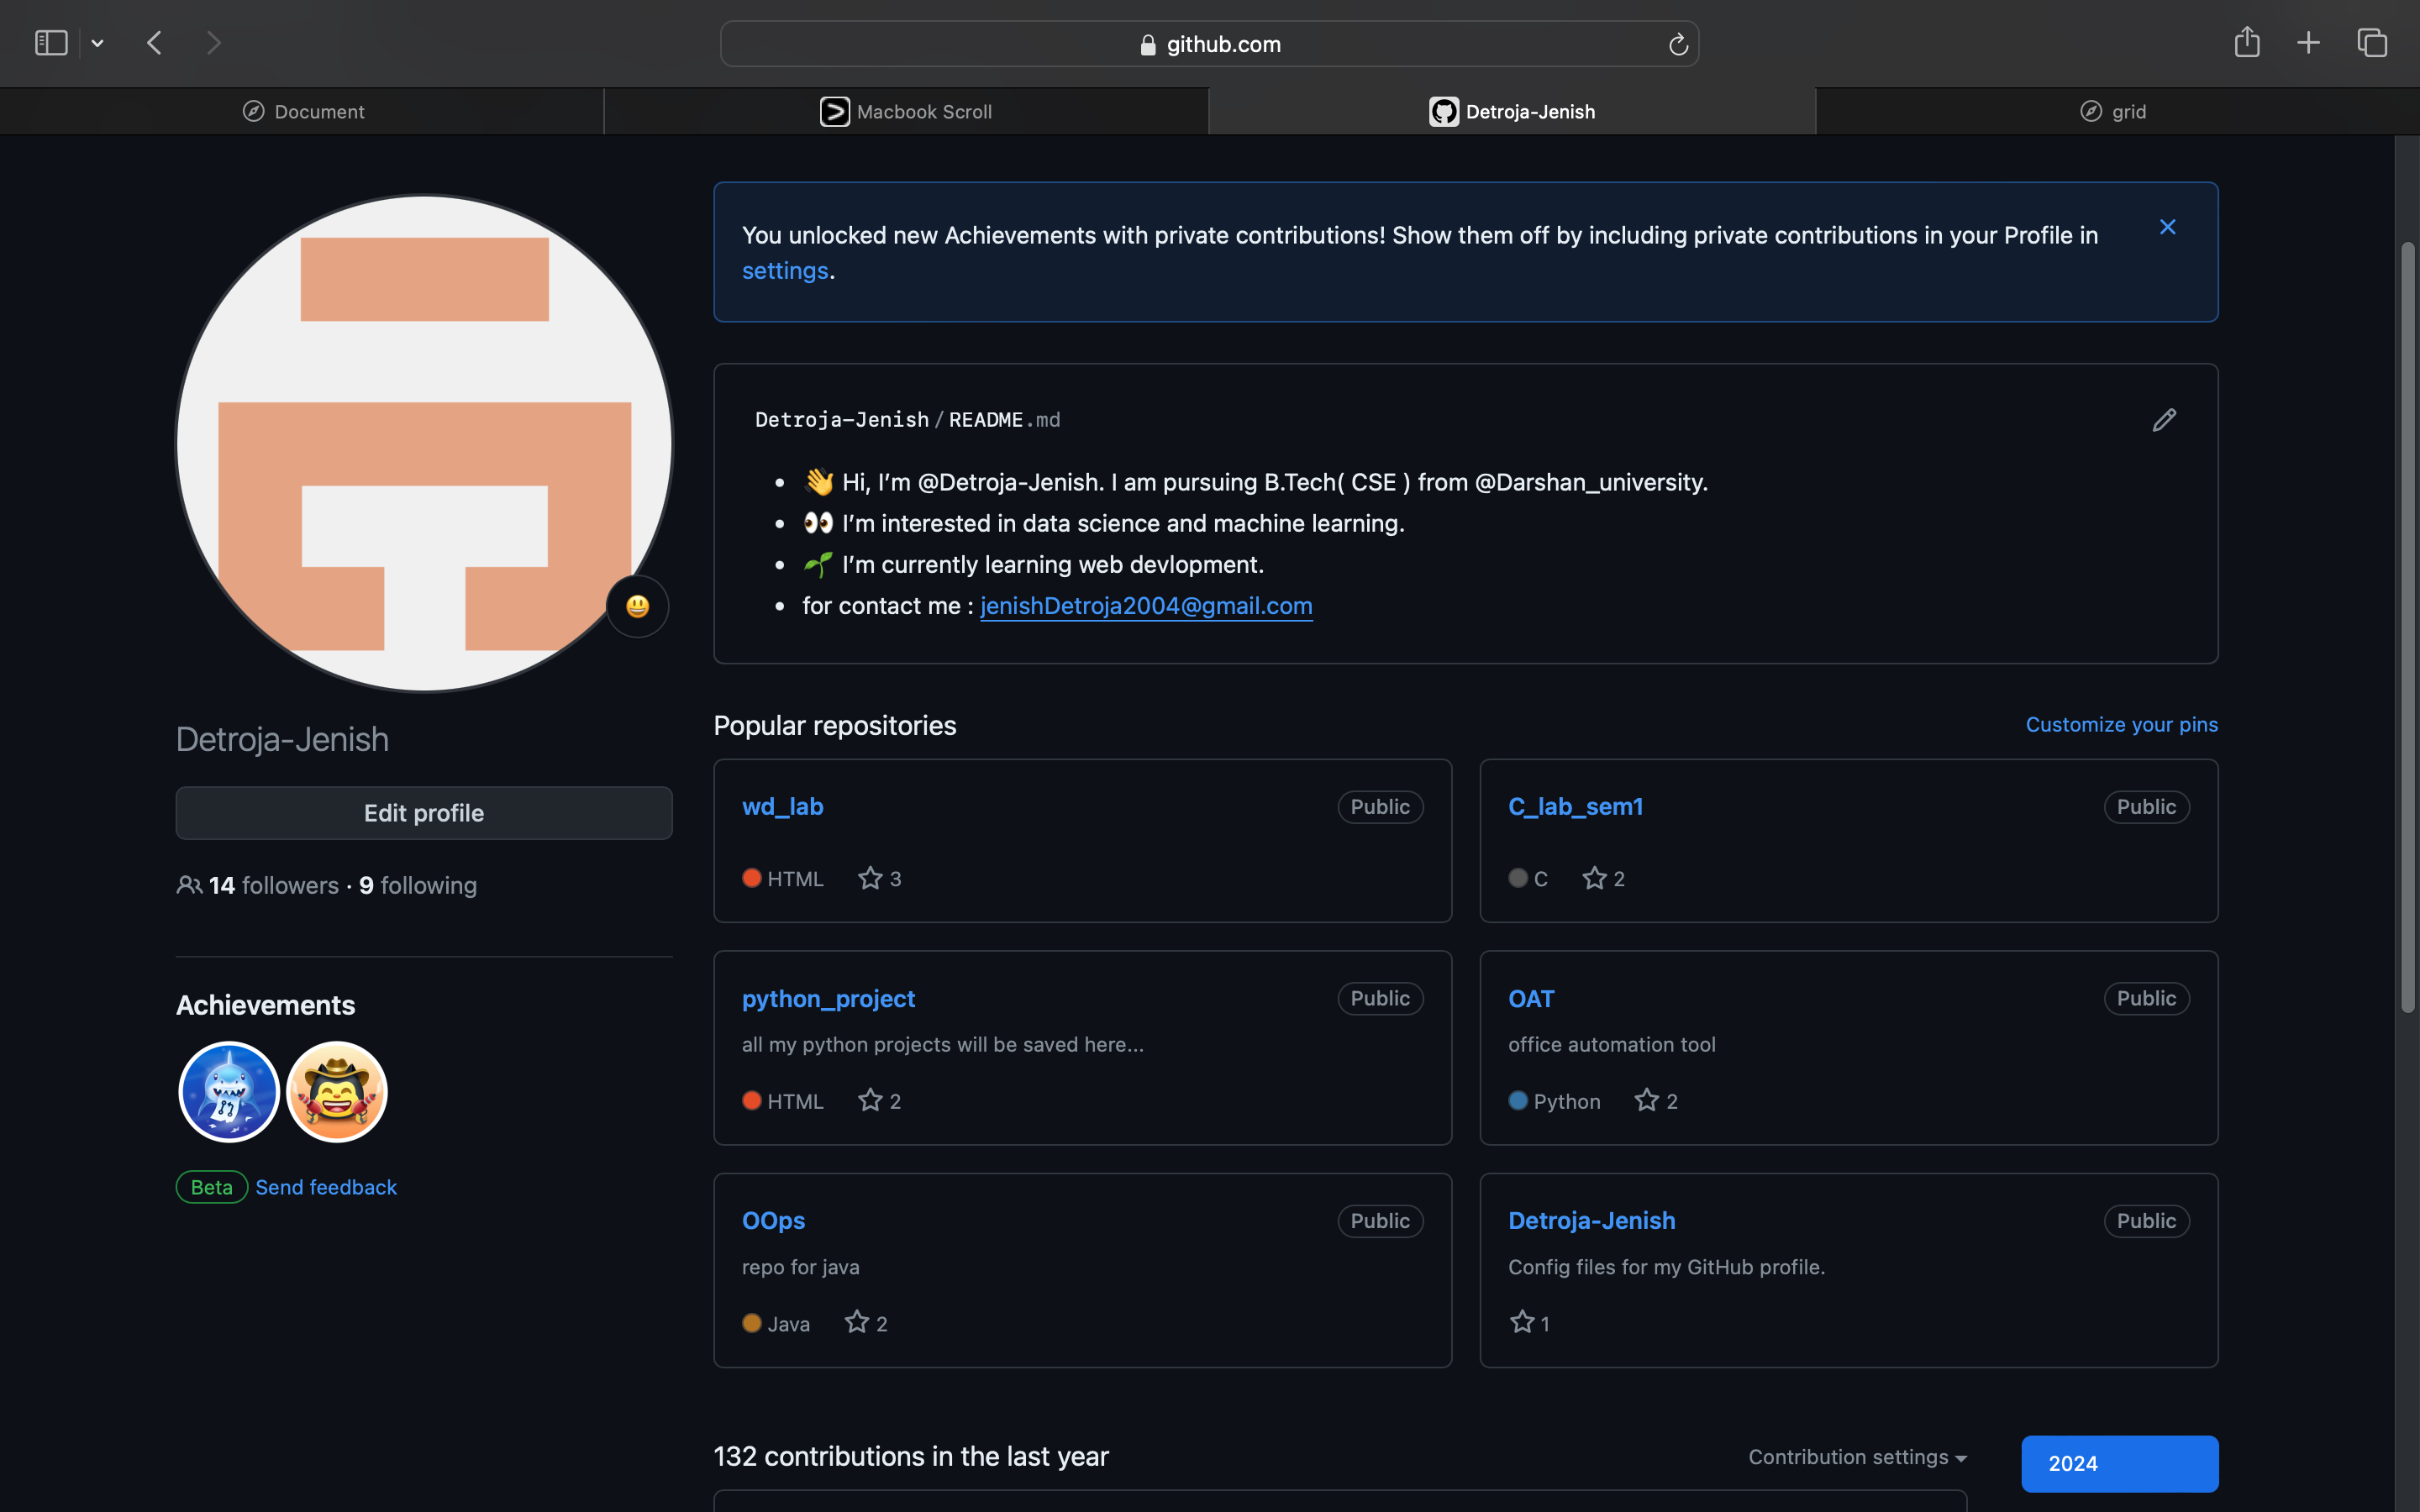 github.com
Document
Macbook Scroll
Detroja-Jenish
grid
You unlocked new Achievements with private contributions! Show them off by including private contributions in your Profile in
settings.
Detroja-Jenish/README.md
👋 Hi, I’m @Detroja-Jenish. I am pursuing B.Tech( CSE ) from @Darshan_university.
👀 I’m interested in data science and machine learning.
🌱 I’m currently learning web devlopment.
for contact me : jenishDetroja2004@gmail.com
Detroja-Jenish
Edit profile
14 followers · 9 following
Achievements
Beta Send feedback
Popular repositories
Customize your pins
wd_lab Public
HTML 3
C_lab_sem1 Public
C 2
python_project Public
all my python projects will be saved here...
HTML 2
OAT Public
office automation tool
Python 2
OOps Public
repo for java
Java 2
Detroja-Jenish Public
Config files for my GitHub profile.
1
132 contributions in the last year
Contribution settings
2024